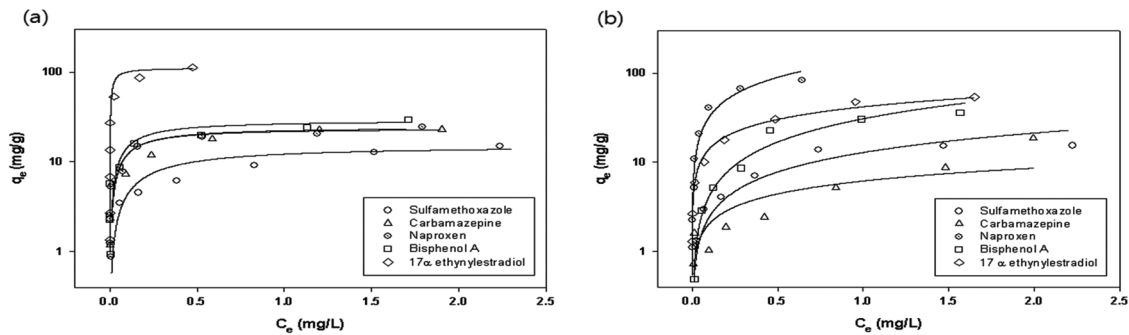 (a)
qe (mg/g)
100
10
1
0.0 0.5 1.0 1.5 2.0 2.5
Ce (mg/L)
Sulfamethoxazole
Carbamazepine
Naproxen
Bisphenol A
17α ethynylestradiol
(b)
qe (mg/g)
100
10
1
0.0 0.5 1.0 1.5 2.0 2.5
Ce (mg/L)
Sulfamethoxazole
Carbamazepine
Naproxen
Bisphenol A
17 α ethynylestradiol